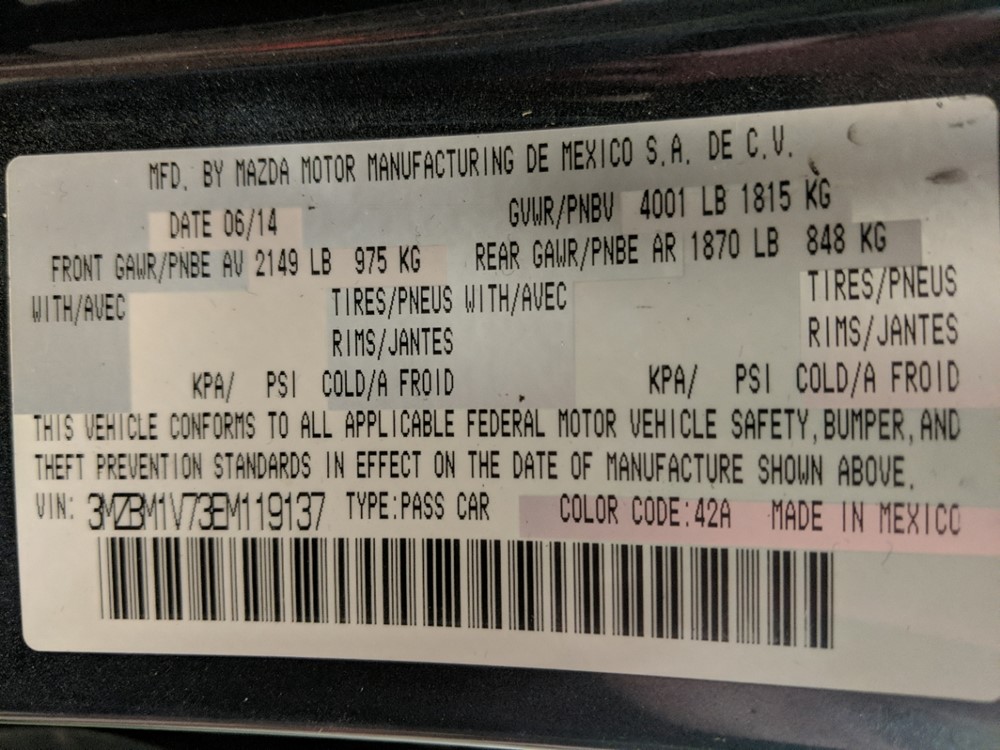 MFD. BY MAZDA MOTOR MANUFACTURING DE MEXICO S.A. DE C.V.
DATE 06/14 GVWR/PNBV 4001 LB 1815 KG
FRONT GAWR/PNBE AV 2149 LB 975 KG REAR GAWR/PNBE AR 1870 LB 848 KG
WITH/AVEC TIRES/PNEUS WITH/AVEC TIRES/PNEUS
RIMS/JANTES RIMS/JANTES
KPA/ PSI COLD/A FROID KPA/ PSI COLD/A FROID
THIS VEHICLE CONFORMS TO ALL APPLICABLE FEDERAL MOTOR VEHICLE SAFETY, BUMPER, AND
THEFT PREVENTION STANDARDS IN EFFECT ON THE DATE OF MANUFACTURE SHOWN ABOVE.
VIN: 3MZBM1V73EM119137 TYPE:PASS CAR COLOR CODE:42A MADE IN MEXICO